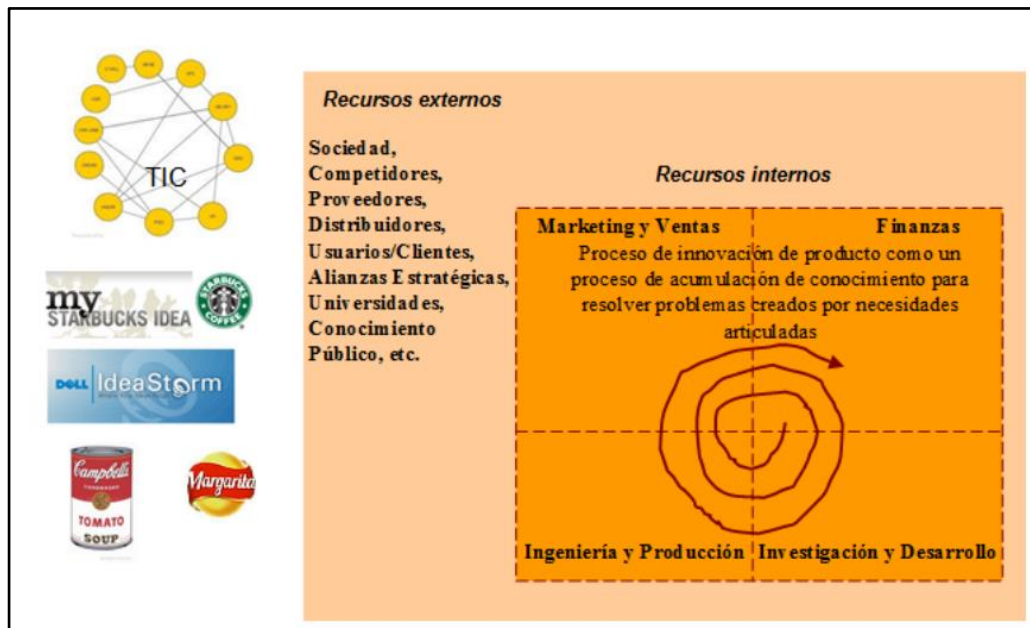 TIC
my
STARBUCKS IDEA
STARBUCKS
COFFEE
DELL IdeaStorm
Campbell's
CONDENSED
TOMATO
SOUP
Margarita
Recursos externos
Sociedad,
Competidores,
Proveedores,
Distribuidores,
Usuarios/Clientes,
Alianzas Estratégicas,
Universidades,
Conocimiento
Público, etc.
Recursos internos
Marketing y Ventas
Finanzas
Proceso de innovación de producto como un
proceso de acumulación de conocimiento para
resolver problemas creados por necesidades
articuladas
Ingeniería y Producción
Investigación y Desarrollo